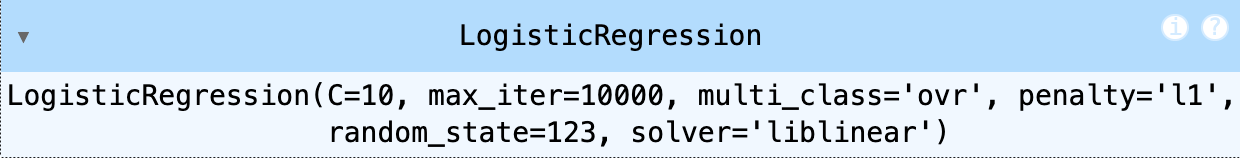 ▼ LogisticRegression i ?
LogisticRegression(C=10, max_iter=10000, multi_class='ovr', penalty='l1',
random_state=123, solver='liblinear')